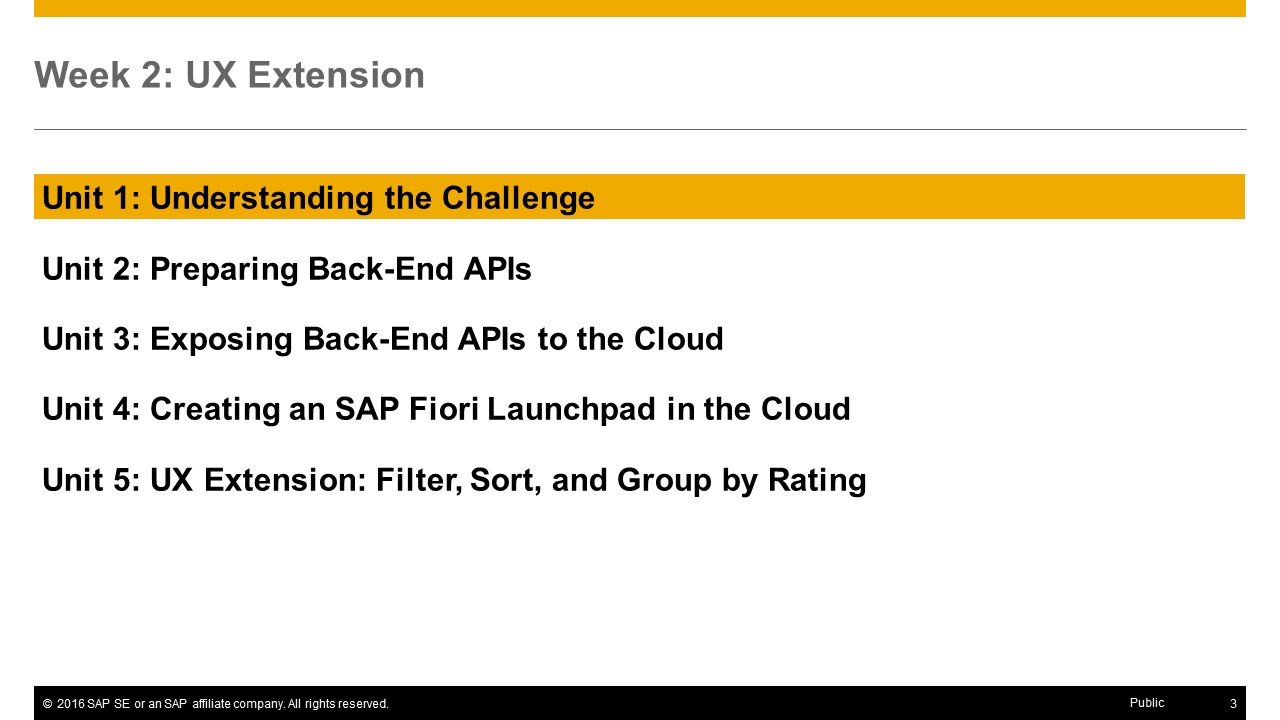 Week 2: UX Extension
Unit 1: Understanding the Challenge
Unit 2: Preparing Back-End APIs
Unit 3: Exposing Back-End APIs to the Cloud
Unit 4: Creating an SAP Fiori Launchpad in the Cloud
Unit 5: UX Extension: Filter, Sort, and Group by Rating
© 2016 SAP SE or an SAP affiliate company. All rights reserved. Public 3